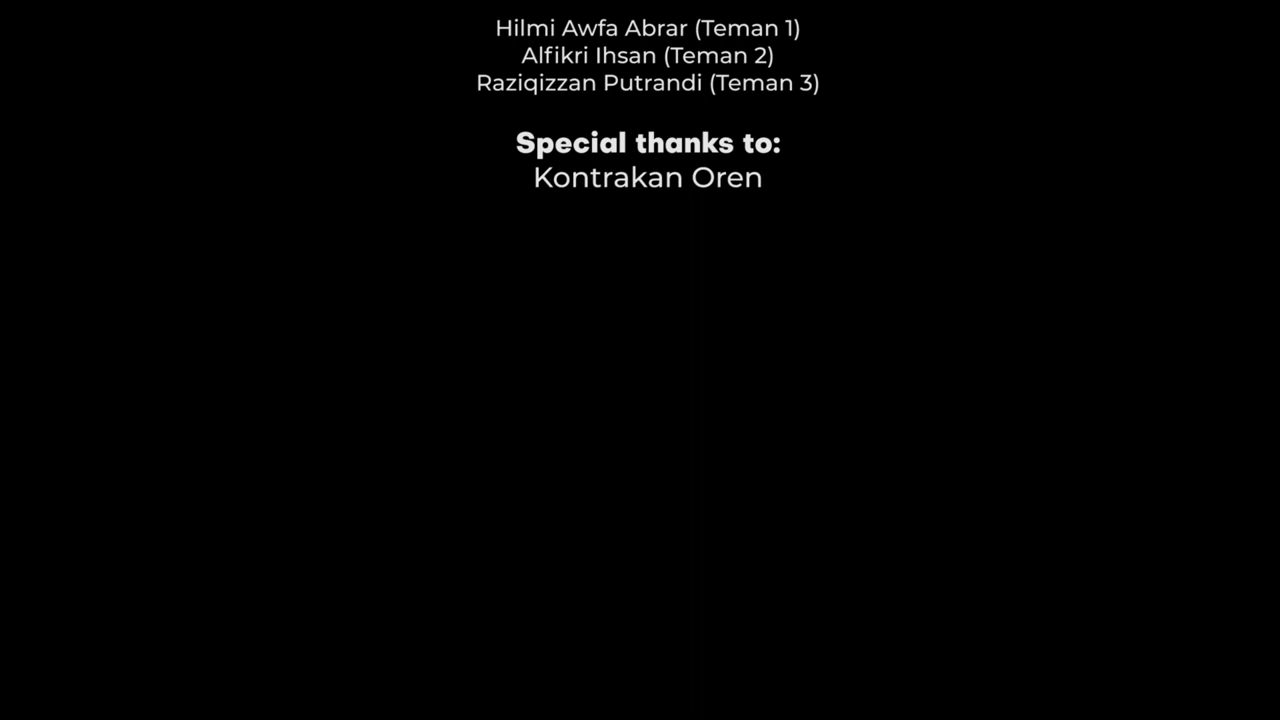 Hilmi Awfa Abrar (Teman 1)
Alfikri Ihsan (Teman 2)
Raziqizzan Putrandi (Teman 3)
Special thanks to:
Kontrakan Oren